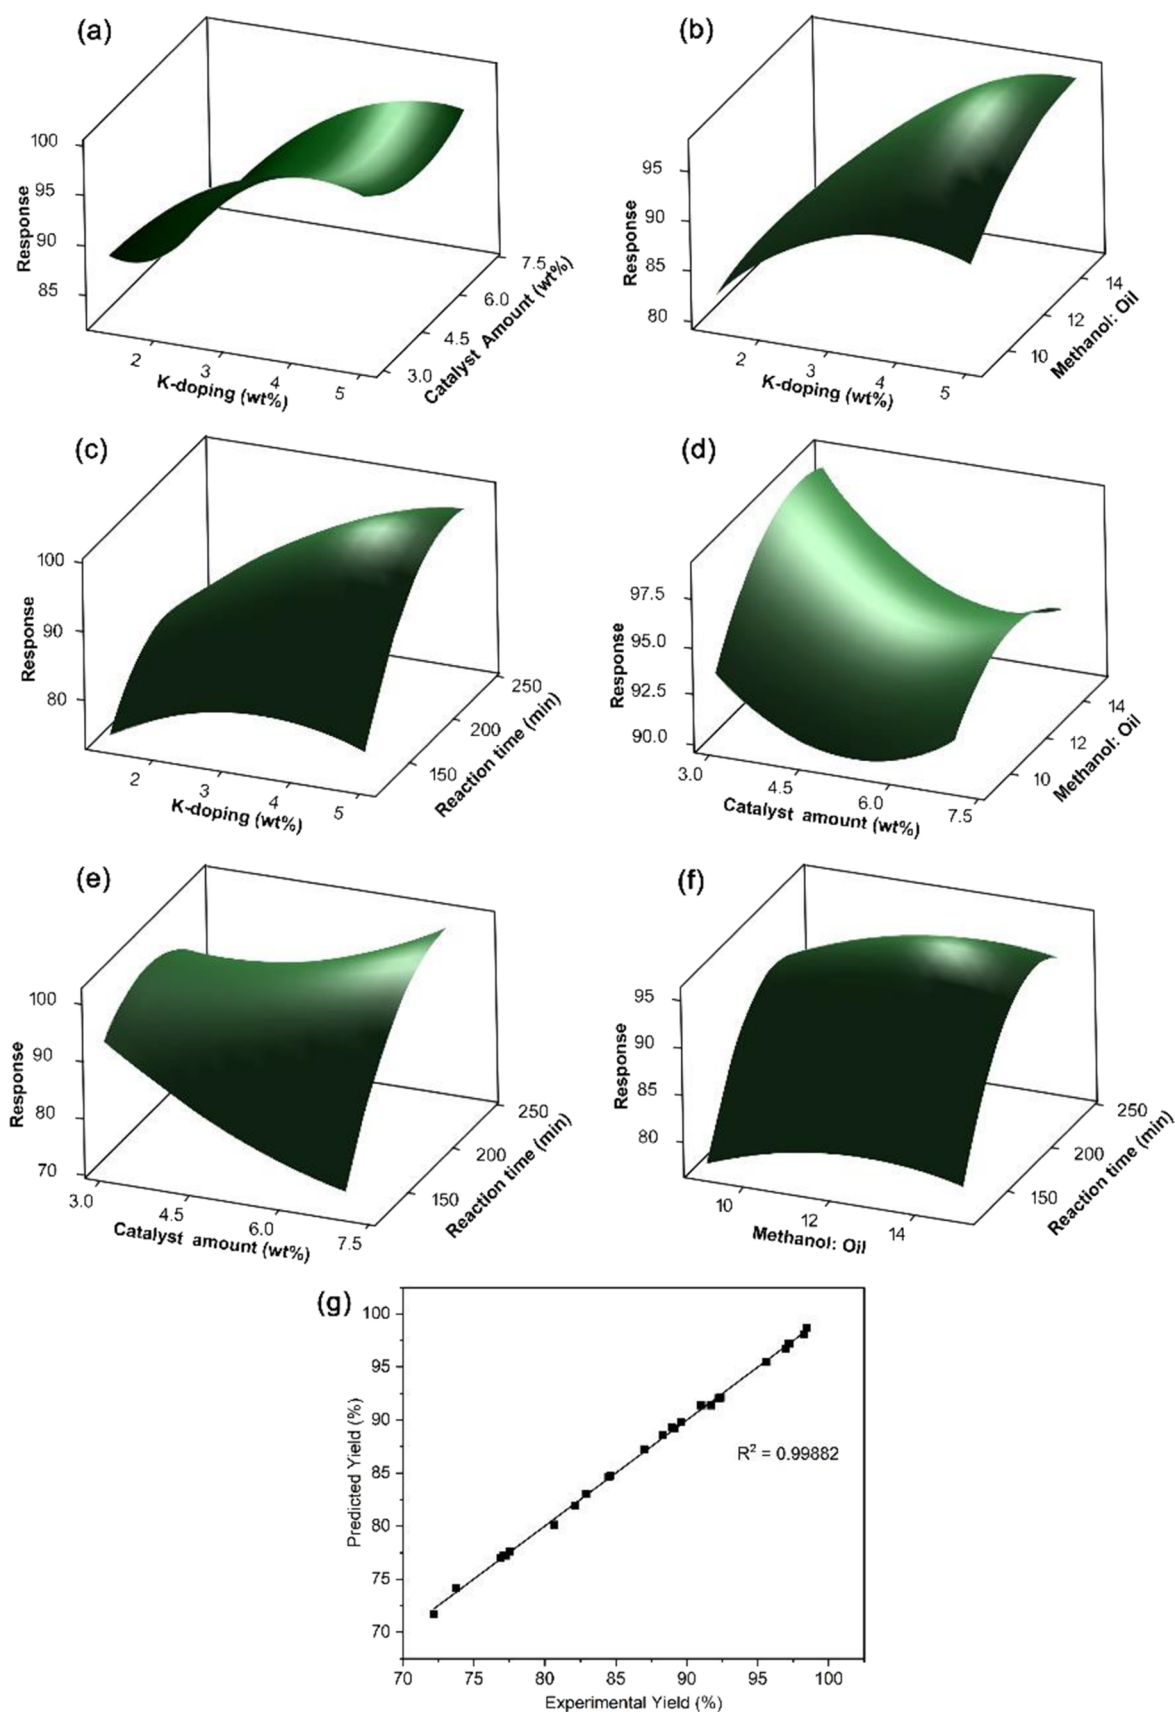 (a)
100
95
90
85
Response
2
3
4
5
K-doping (wt%)
3.0
4.5
6.0
7.5
Catalyst Amount (wt%)
(b)
95
90
85
80
Response
2
3
4
5
K-doping (wt%)
10
12
14
Methanol: Oil
(c)
100
90
80
Response
2
3
4
5
K-doping (wt%)
150
200
250
Reaction time (min)
(d)
97.5
95.0
92.5
90.0
Response
3.0
4.5
6.0
7.5
Catalyst amount (wt%)
10
12
14
Methanol: Oil
(e)
100
90
80
70
Response
3.0
4.5
6.0
7.5
Catalyst amount (wt%)
150
200
250
Reaction time (min)
(f)
95
90
85
80
Response
10
12
14
Methanol: Oil
150
200
250
Reaction time (min)
(g)
100
95
90
85
80
75
70
Predicted Yield (%)
R² = 0.99882
70 75 80 85 90 95 100
Experimental Yield (%)